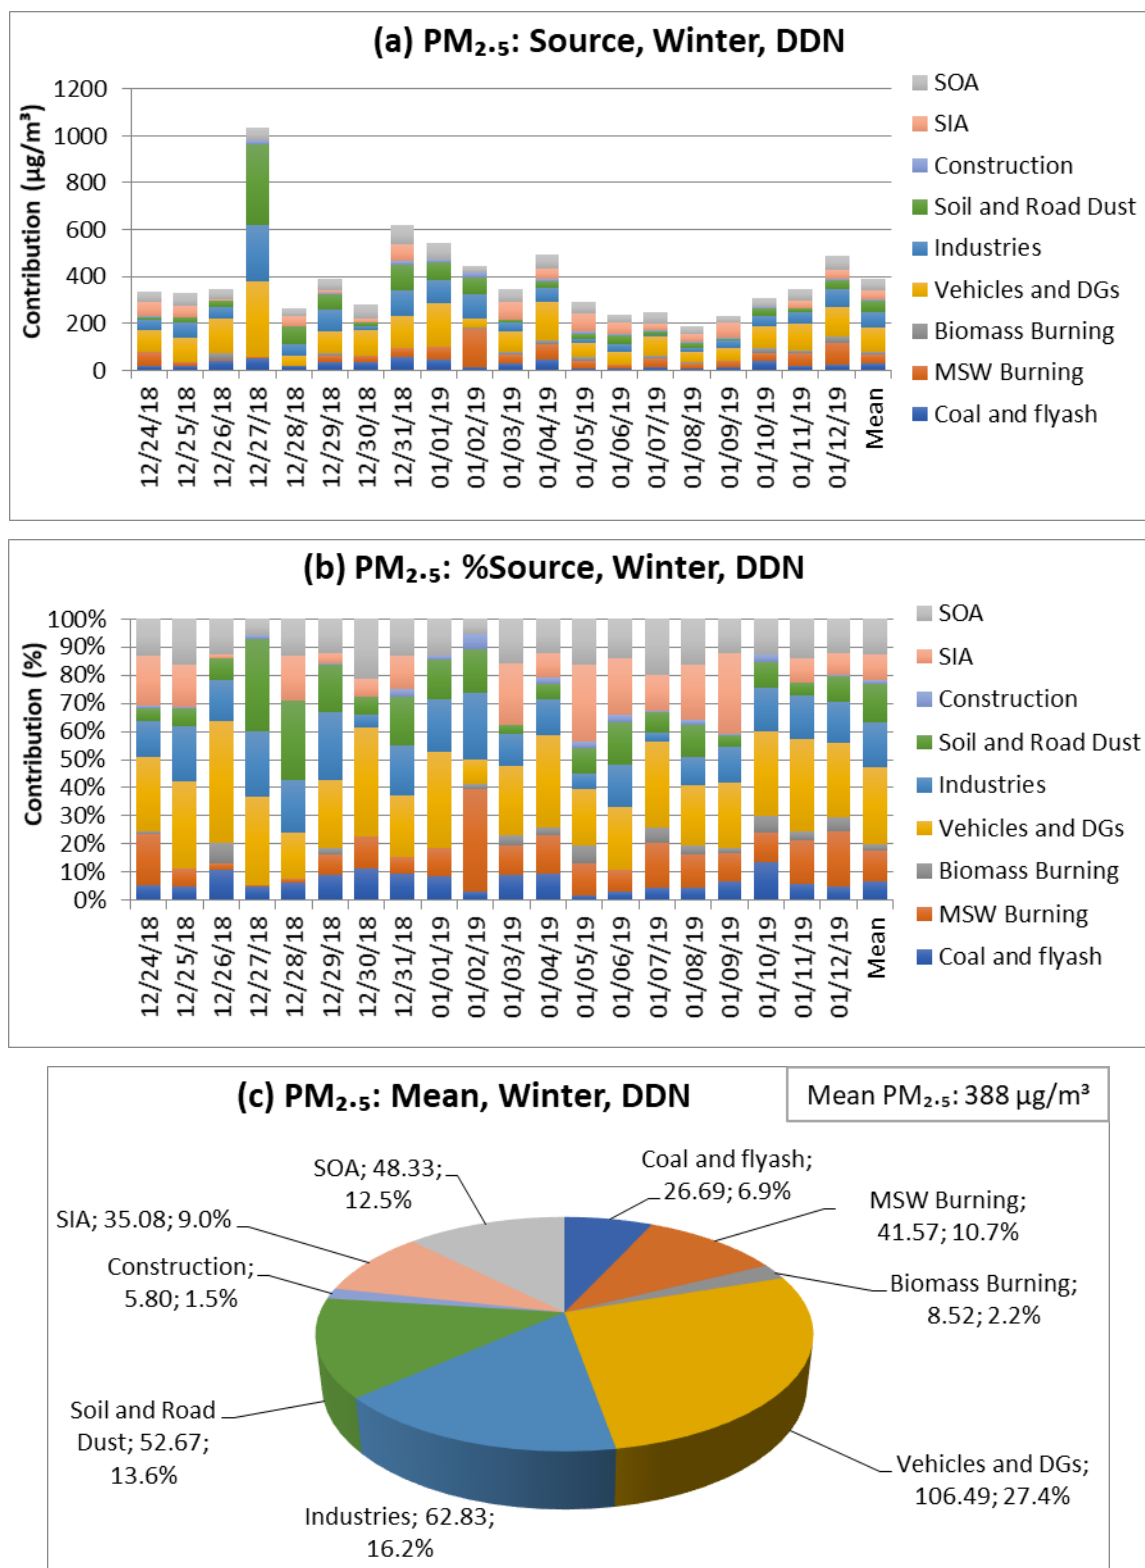 (a) PM₂.₅: Source, Winter, DDN
Contribution (µg/m³)
1200
1000
800
600
400
200
0
12/24/18
12/25/18
12/26/18
12/27/18
12/28/18
12/29/18
12/30/18
12/31/18
01/01/19
01/02/19
01/03/19
01/04/19
01/05/19
01/06/19
01/07/19
01/08/19
01/09/19
01/10/19
01/11/19
01/12/19
Mean
SOA
SIA
Construction
Soil and Road Dust
Industries
Vehicles and DGs
Biomass Burning
MSW Burning
Coal and flyash
(b) PM₂.₅: %Source, Winter, DDN
Contribution (%)
100%
90%
80%
70%
60%
50%
40%
30%
20%
10%
0%
12/24/18
12/25/18
12/26/18
12/27/18
12/28/18
12/29/18
12/30/18
12/31/18
01/01/19
01/02/19
01/03/19
01/04/19
01/05/19
01/06/19
01/07/19
01/08/19
01/09/19
01/10/19
01/11/19
01/12/19
Mean
SOA
SIA
Construction
Soil and Road Dust
Industries
Vehicles and DGs
Biomass Burning
MSW Burning
Coal and flyash
(c) PM₂.₅: Mean, Winter, DDN
Mean PM₂.₅: 388 µg/m³
Coal and flyash;
26.69; 6.9%
MSW Burning;
41.57; 10.7%
Biomass Burning;
8.52; 2.2%
Vehicles and DGs;
106.49; 27.4%
Industries; 62.83;
16.2%
Soil and Road
Dust; 52.67;
13.6%
Construction;
5.80; 1.5%
SIA; 35.08; 9.0%
SOA; 48.33;
12.5%